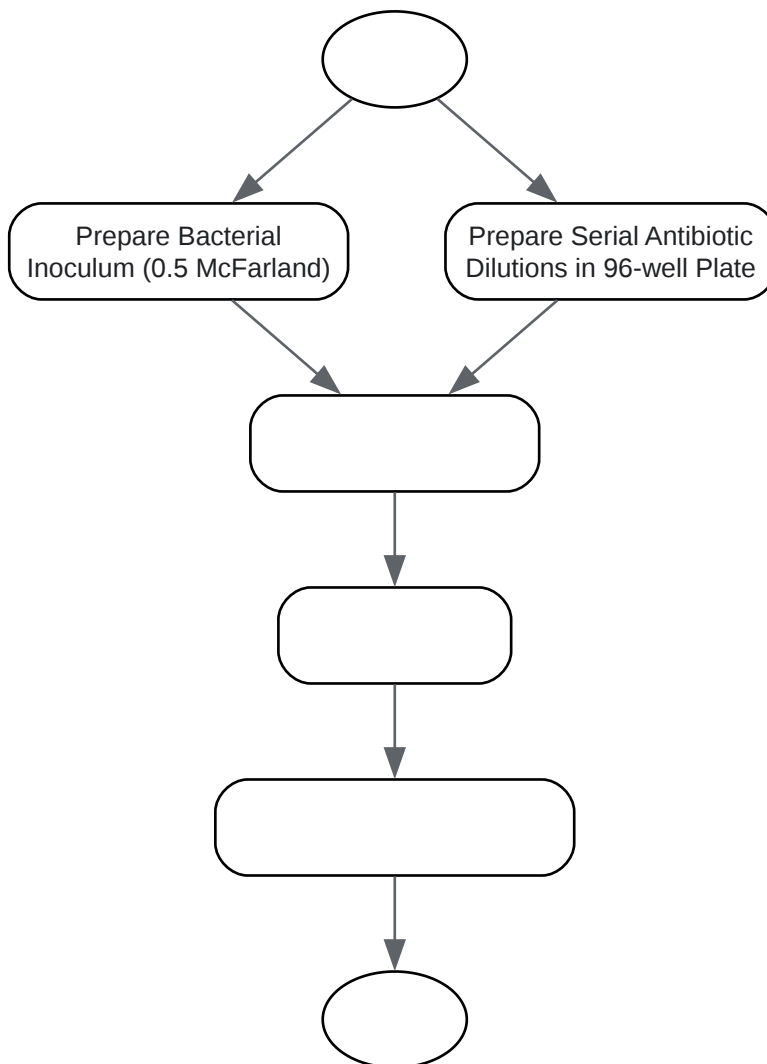 Prepare Bacterial
Inoculum (0.5 McFarland)
Prepare Serial Antibiotic
Dilutions in 96-well Plate